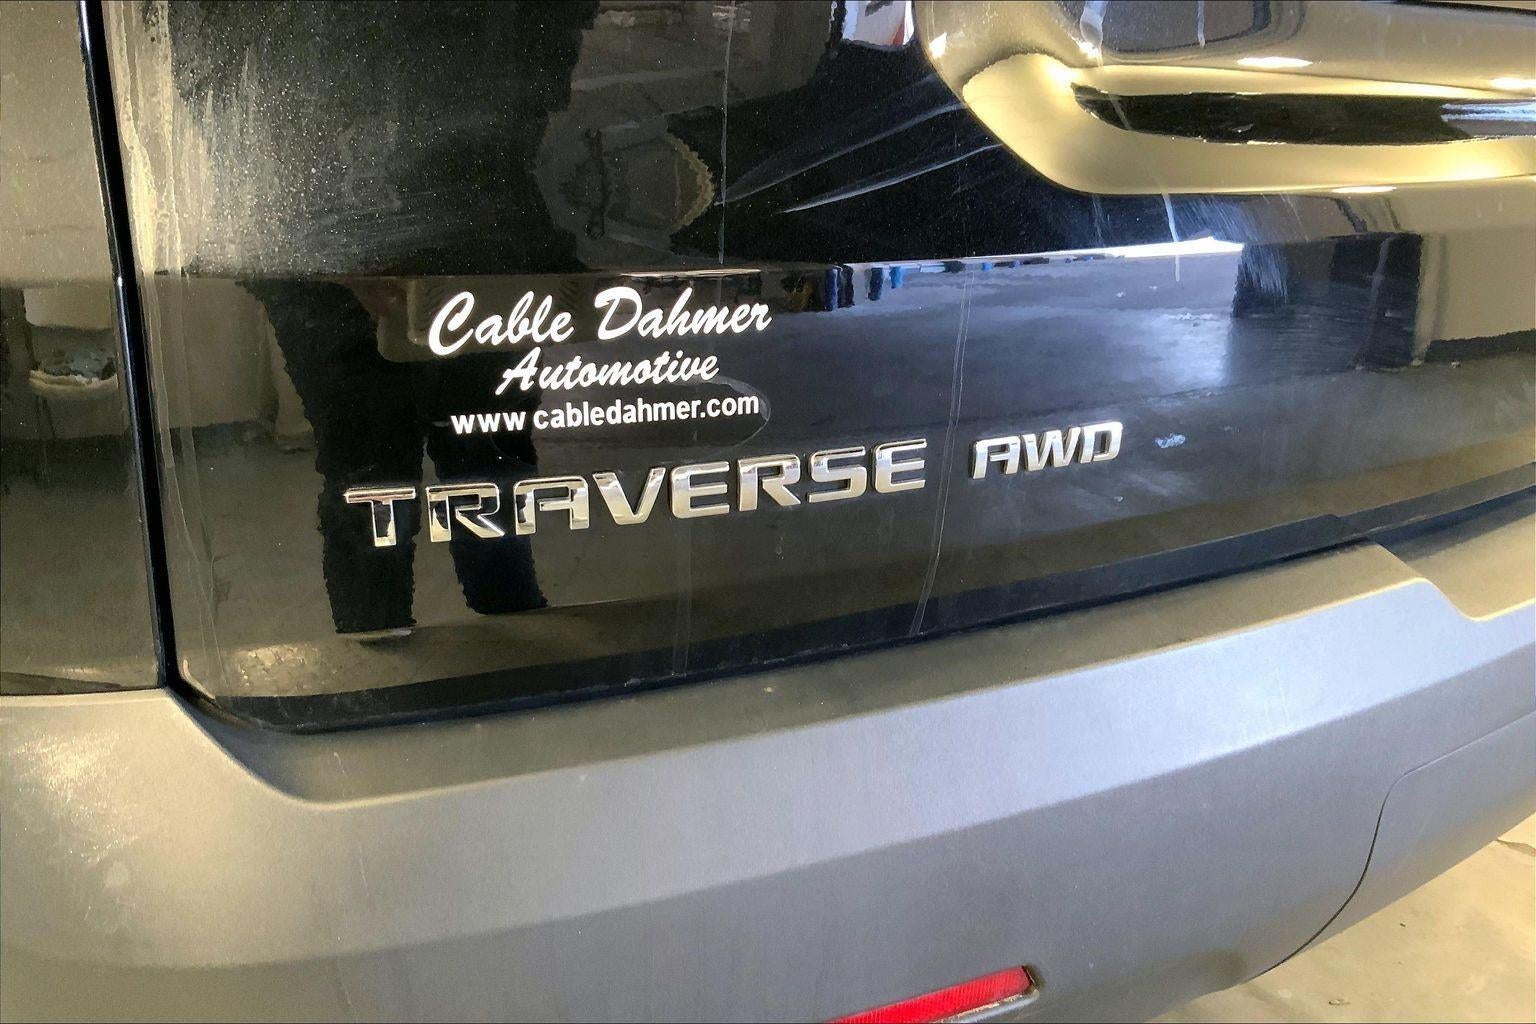 Cable Dahmer
Automotive
www cabledahmer.com
TRAVERSE AWD